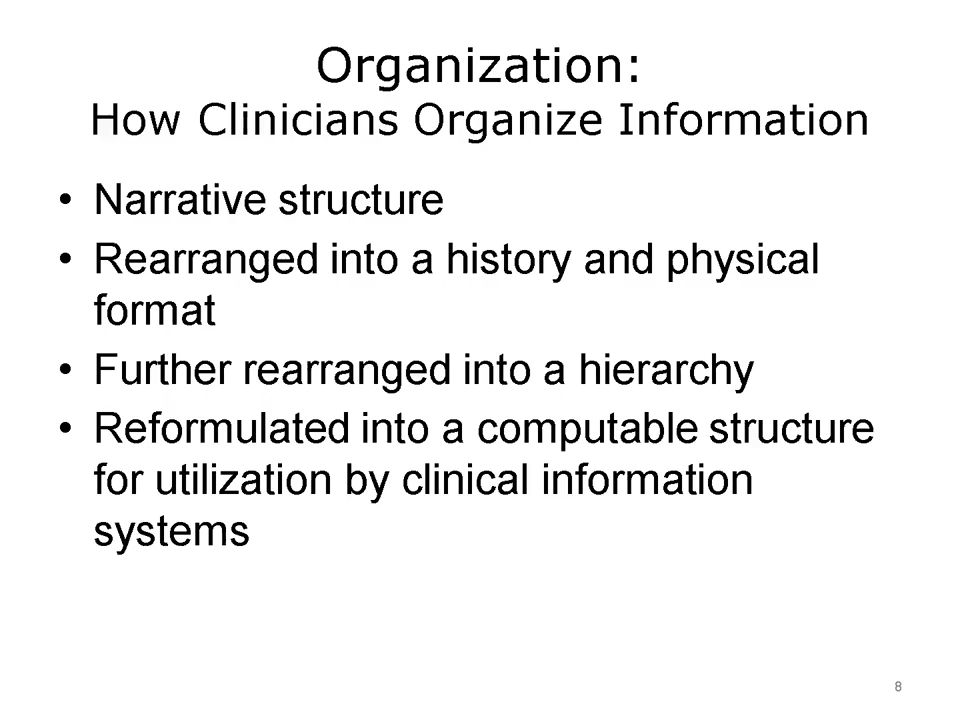 Organization:
How Clinicians Organize Information
• Narrative structure
• Rearranged into a history and physical
format
• Further rearranged into a hierarchy
• Reformulated into a computable structure
for utilization by clinical information
systems
8